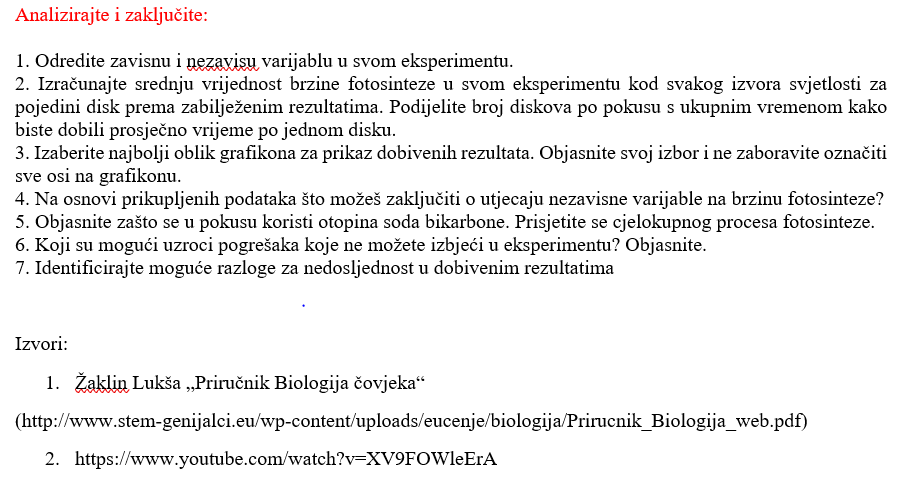 Analizirajte i zaključite:
1. Odredite zavisnu i nezavisu varijablu u svom eksperimentu.
2. Izračunajte srednju vrijednost brzine fotosinteze u svom eksperimentu kod svakog izvora svjetlosti za
pojedini disk prema zabilježenim rezultatima. Podijelite broj diskova po pokusu s ukupnim vremenom kako
biste dobili prosječno vrijeme po jednom disku.
3. Izaberite najbolji oblik grafikona za prikaz dobivenih rezultata. Objasnite svoj izbor i ne zaboravite označiti
sve osi na grafikonu.
4. Na osnovi prikupljenih podataka što možeš zaključiti o utjecaju nezavisne varijable na brzinu fotosinteze?
5. Objasnite zašto se u pokusu koristi otopina soda bikarbone. Prisjetite se cjelokupnog procesa fotosinteze.
6. Koji su mogući uzroci pogrešaka koje ne možete izbjeći u eksperimentu? Objasnite.
7. Identificirajte moguće razloge za nedosljednost u dobivenim rezultatima
.
Izvori:
1. Žaklin Lukša „Priručnik Biologija čovjeka“
(http://www.stem-genijalci.eu/wp-content/uploads/eucenje/biologija/Prirucnik_Biologija_web.pdf)
2. https://www.youtube.com/watch?v=XV9FOWleErA